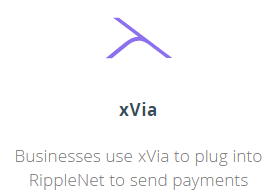 xVia
Businesses use xVia to plug into
RippleNet to send payments